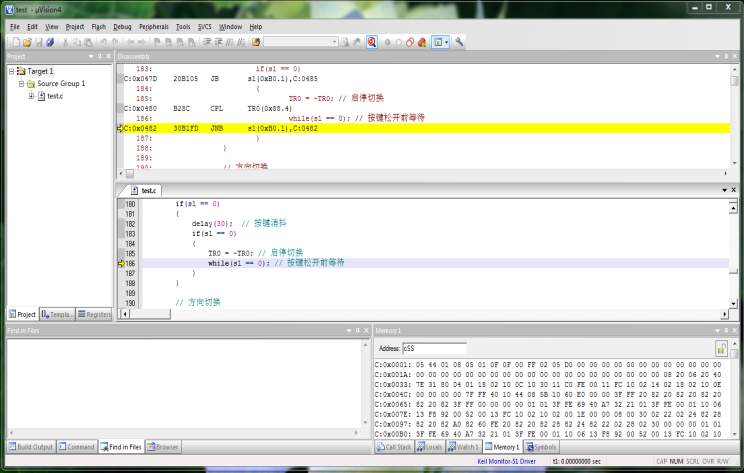 test - µVision4
File Edit View Project Flash Debug Peripherals Tools SVCS Window Help
Project
Target 1
Source Group 1
test.c
Project Templa... Registers
Disassembly
183: if(s1 == 0)
C:0x047D 20B105 JB s1(0xB0.1),C:0485
184: {
185: TR0 = ~TR0; // 启停切换
C:0x0480 B28C CPL TR0(0x88.4)
186: while(s1 == 0); // 按键松开前等待
C:0x0482 30B1FD JNB s1(0xB0.1),C:0482
187: }
188: }
189:
190: // 方向切换
test.c
180 if(s1 == 0)
181 {
182 delay(30); // 按键消抖
183 if(s1 == 0)
184 {
185 TR0 = ~TR0; // 启停切换
186 while(s1 == 0); // 按键松开前等待
187 }
188 }
189
190 // 方向切换
Find in Files
Build Output Command Find in Files Browser
Memory 1
Address: cSS
C:0x0001: 05 44 01 08 05 01 0F 0F 00 FF 02 05 D0 00 00 00 00 00 00 00 00 00 00 00 00
C:0x001A: 00 00 00 00 00 00 00 00 00 00 00 00 00 00 00 00 00 00 00 00 00 08 20 06 20 40
C:0x0033: 7E 31 80 04 01 18 02 10 0C 10 30 11 C0 FE 00 11 FC 10 02 14 02 18 02 10 0E
C:0x004C: 00 00 00 00 7F FF 40 10 44 08 5B 10 60 E0 00 00 3F FF 20 82 20 82 20 82 20
C:0x0065: 82 20 82 3F FF 00 00 00 00 01 01 3F FE 69 40 A7 32 21 01 3F FE 00 01 10 06
C:0x007E: 13 F8 92 00 52 00 13 FC 10 02 10 02 00 1E 00 00 08 00 30 02 22 02 24 82 28
C:0x0097: 82 20 82 A0 82 60 FE 20 82 20 82 28 82 24 82 22 02 28 02 30 00 00 00 01 01
C:0x00B0: 3F FE 69 40 A7 32 21 01 3F FE 00 01 10 06 13 F8 92 00 52 00 13 FC 10 02 10
Call Stack Locals Watch 1 Memory 1 Symbols
Keil Monitor-51 Driver t1: 0.00000000 sec CAP NUM SCRL OVR R/W